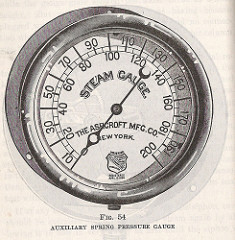 10 20 30 40 50 60 70 80 90 100 110 120 130 140 150 160 170 180 190 200
STEAM GAUGE.
THE ASHCROFT. MFG. CO.
NEW YORK.
FIG. 54
AUXILIARY SPRING PRESSURE GAUGE